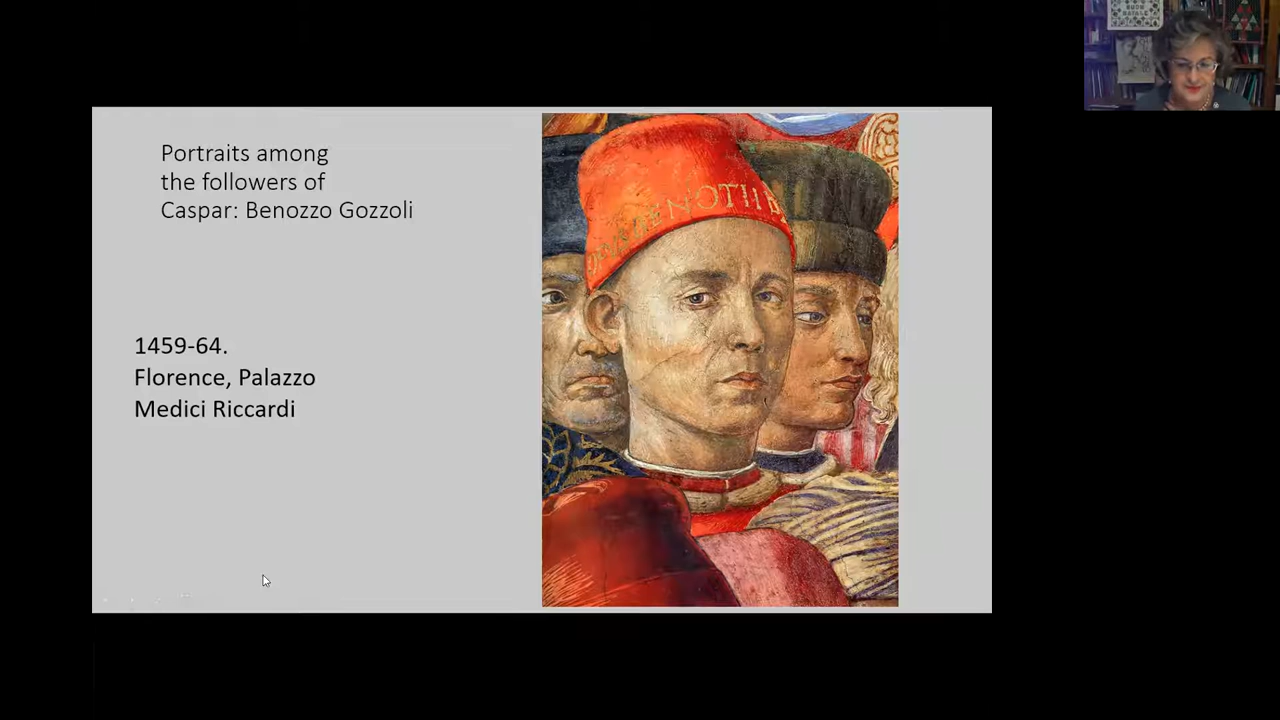 Portraits among
the followers of
Caspar: Benozzo Gozzoli
1459-64.
Florence, Palazzo
Medici Riccardi